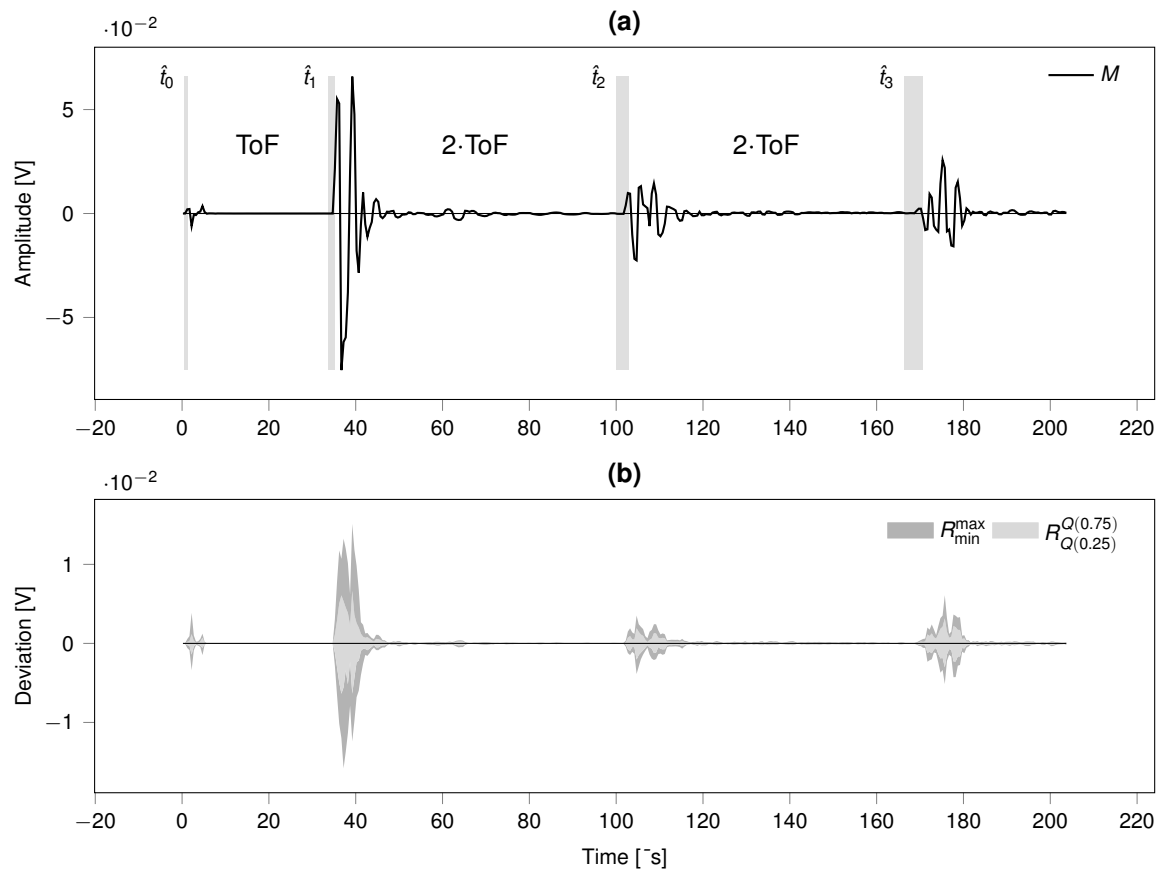 (a)
·10−2
t̂0 t̂1 t̂2 t̂3 M
ToF 2·ToF 2·ToF
5
0
−5
Amplitude [V]
−20 0 20 40 60 80 100 120 140 160 180 200 220
(b)
·10−2
R max min R Q(0.75) Q(0.25)
1
0
−1
Deviation [V]
−20 0 20 40 60 80 100 120 140 160 180 200 220
Time [¯s]